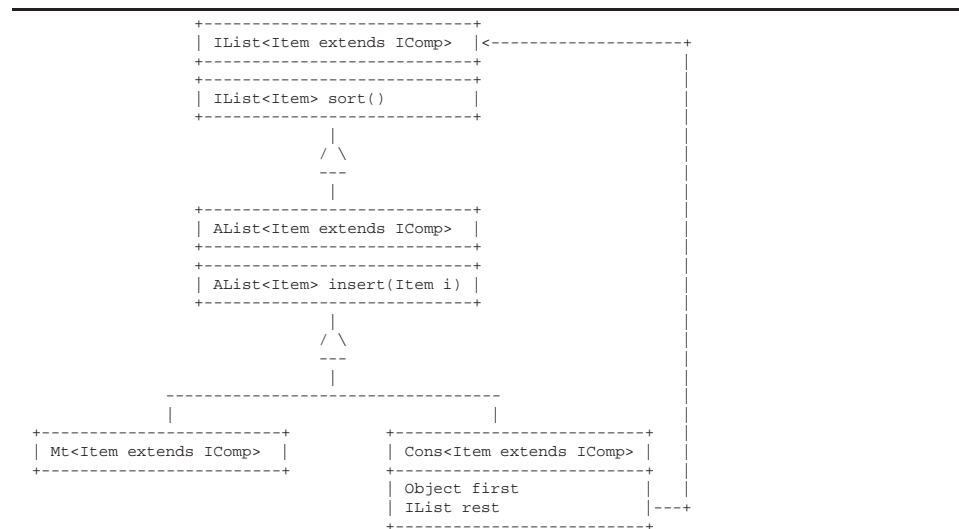 IList<Item extends IComp>
IList<Item> sort()
AList<Item extends IComp>
AList<Item> insert(Item i)
Mt<Item extends IComp>
Cons<Item extends IComp>
Object first
IList rest